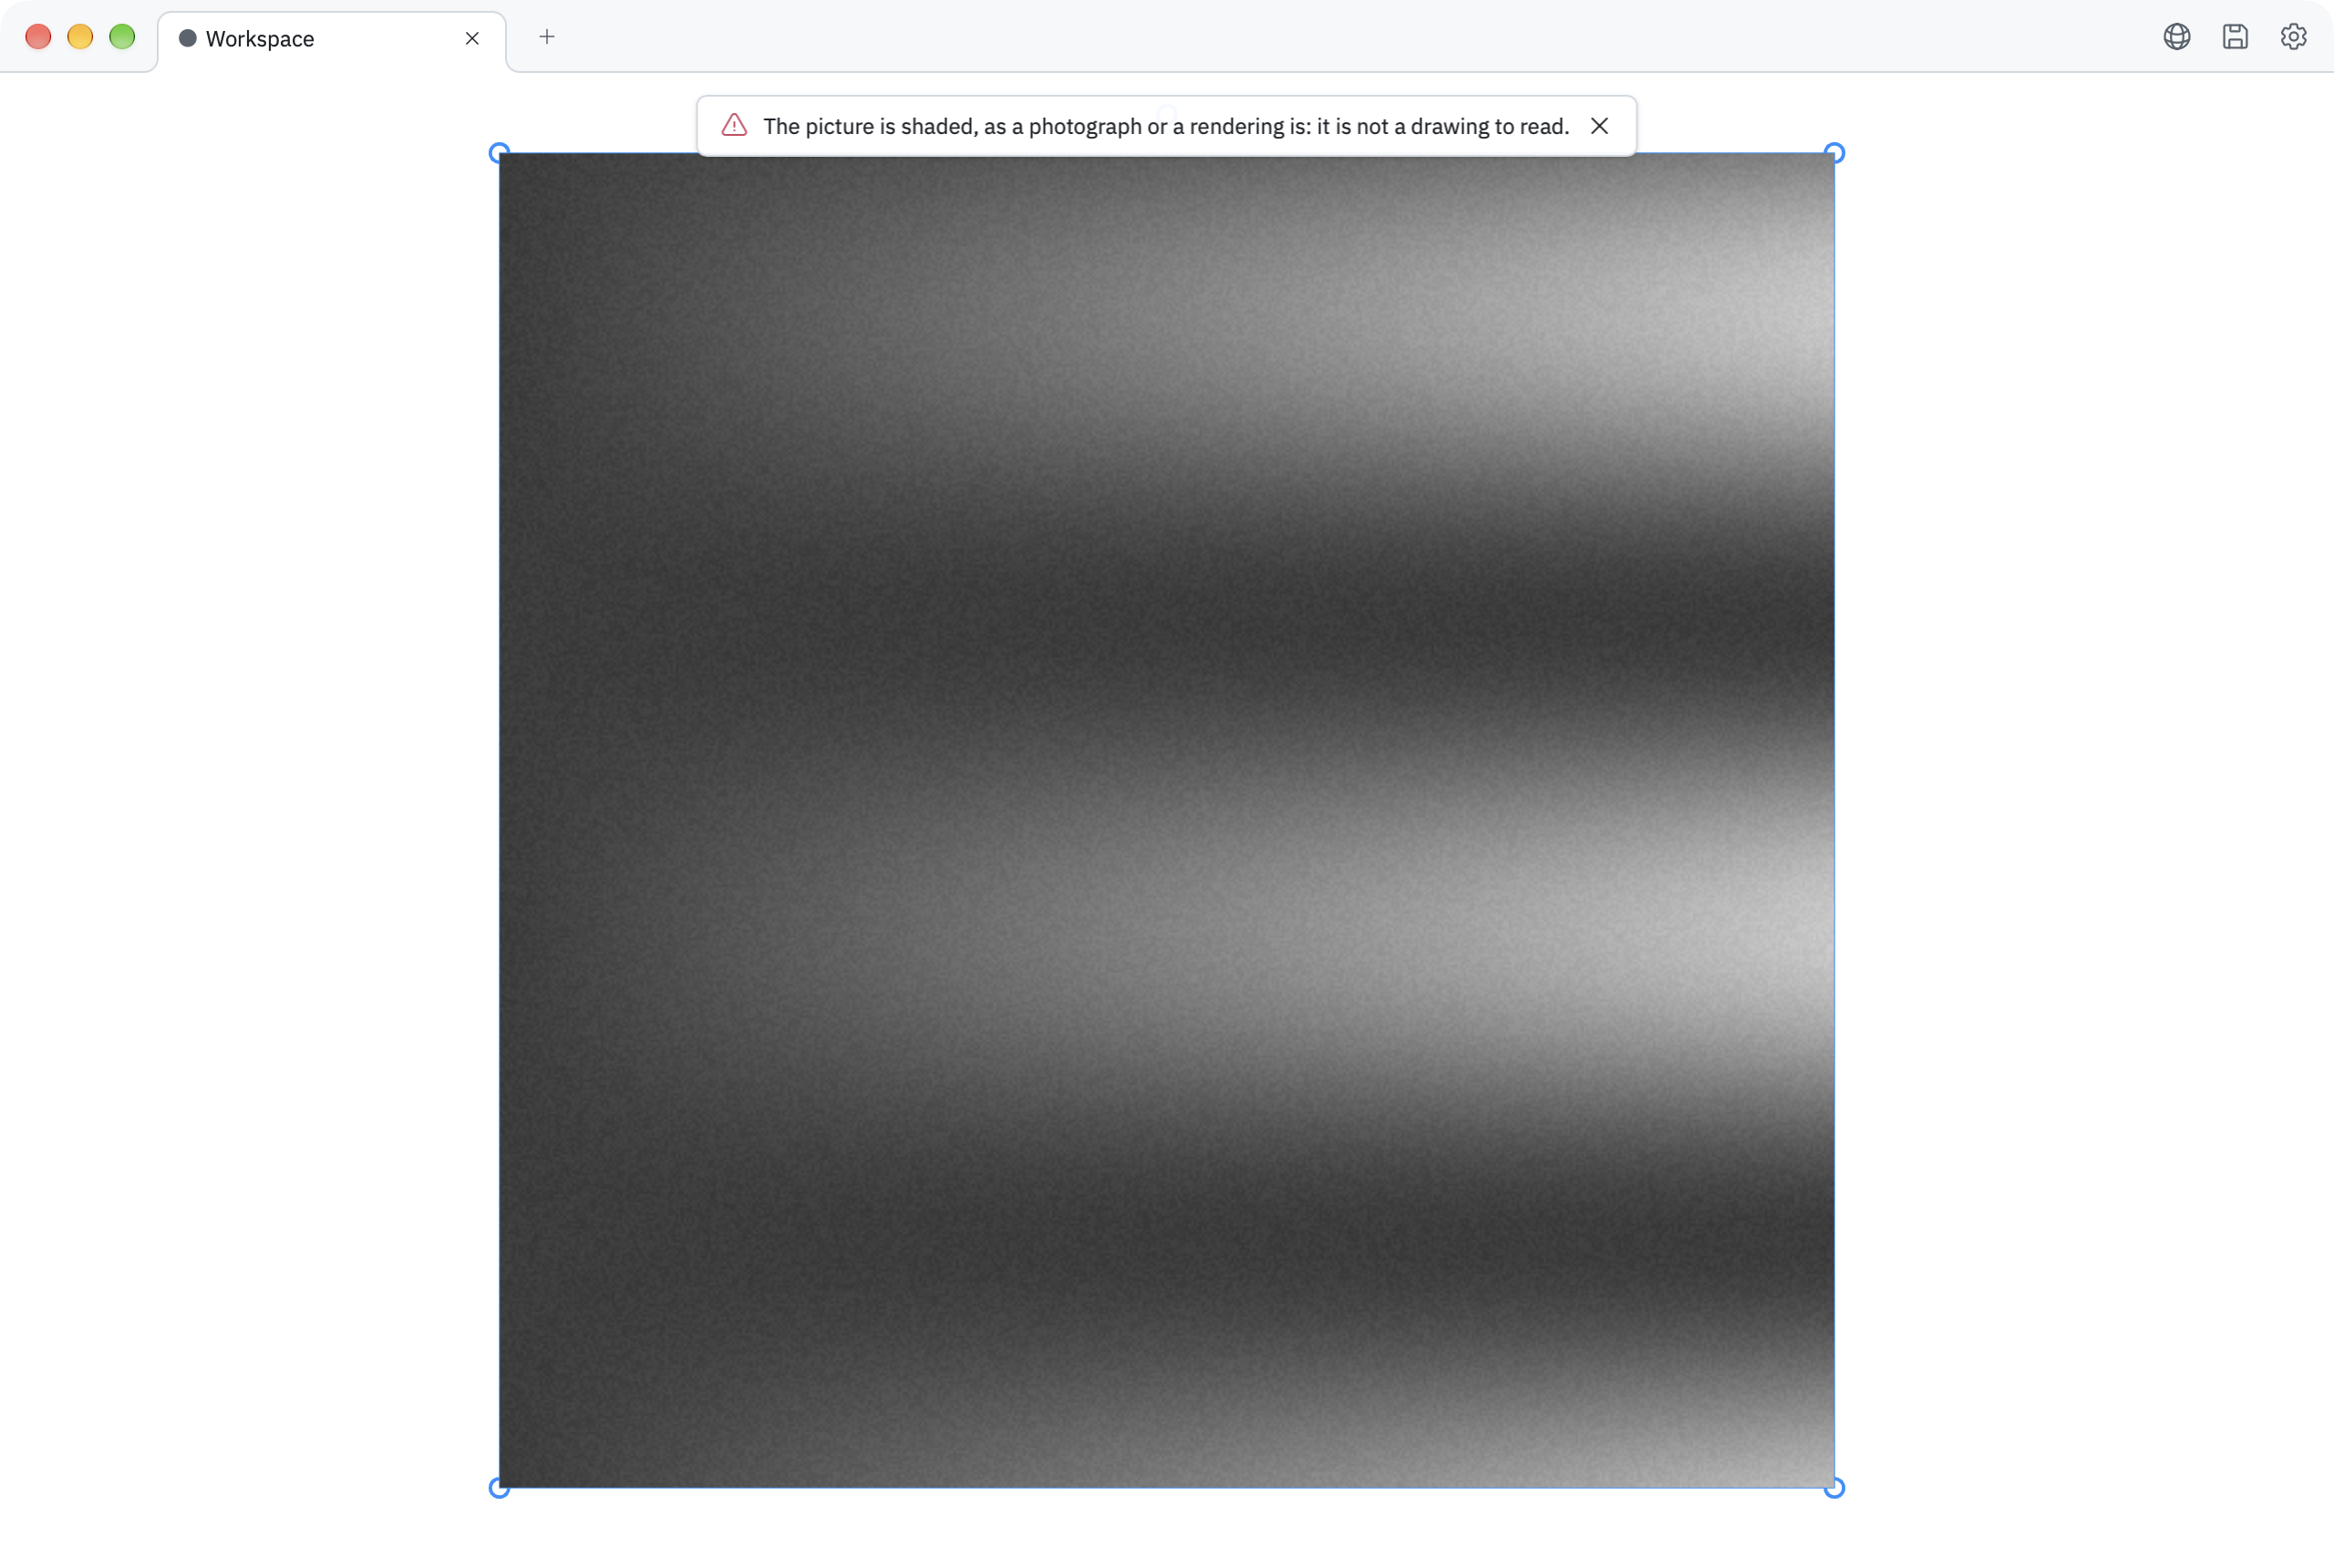 Workspace
The picture is shaded, as a photograph or a rendering is: it is not a drawing to read.